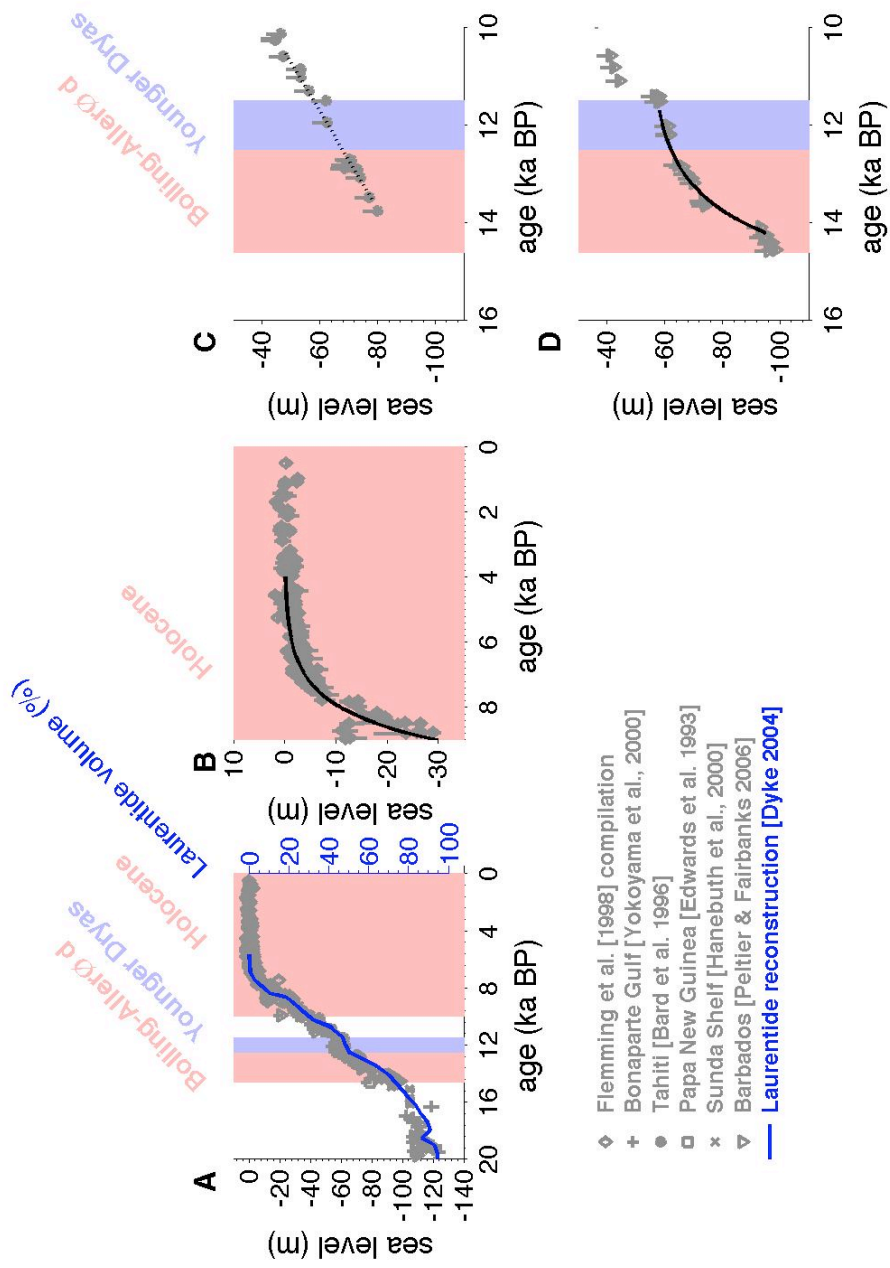 Laurentide volume (%)
Bolling-AllerØd
Younger Dryas
Holocene
A
0
-20
-40
-60
-80
-100
-120
-140
sea level (m)
0
20
40
60
80
100
20
16
12
8
4
0
age (ka BP)
Holocene
B
10
0
-10
-20
-30
sea level (m)
8
6
4
2
0
age (ka BP)
Bolling-AllerØd
Younger Dryas
C
-40
-60
-80
-100
sea level (m)
16
14
12
10
age (ka BP)
D
-40
-60
-80
-100
sea level (m)
16
14
12
10
age (ka BP)
Flemming et al. [1998] compilation
Bonaparte Gulf [Yokoyama et al., 2000]
Tahiti [Bard et al. 1996]
Papa New Guinea [Edwards et al. 1993]
Sunda Shelf [Hanebuth et al., 2000]
Barbados [Peltier & Fairbanks 2006]
Laurentide reconstruction [Dyke 2004]